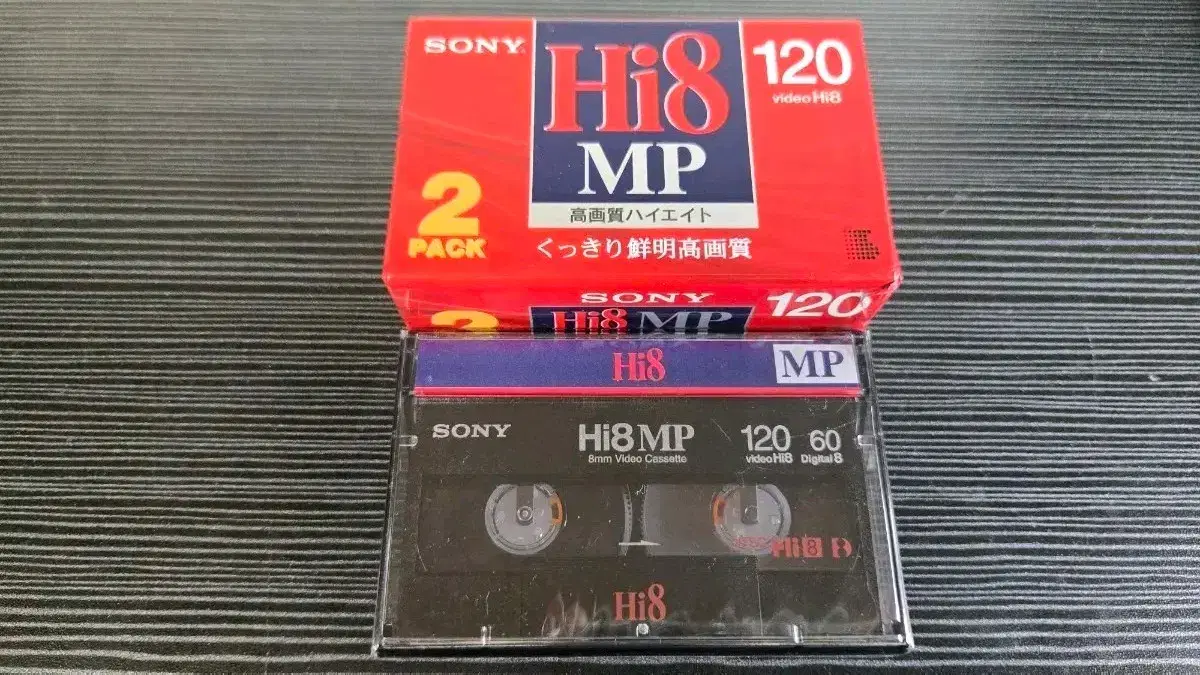 SONY
Hi8
MP
120
video Hi8
2
PACK
高画質ハイエイト
くっきり鮮明高画質
SONY
2
Hi8 MP
120
Hi8
MP
SONY
Hi8 MP
8mm Video Cassette
120
video Hi8
60
Digital 8
Hi8
Hi8